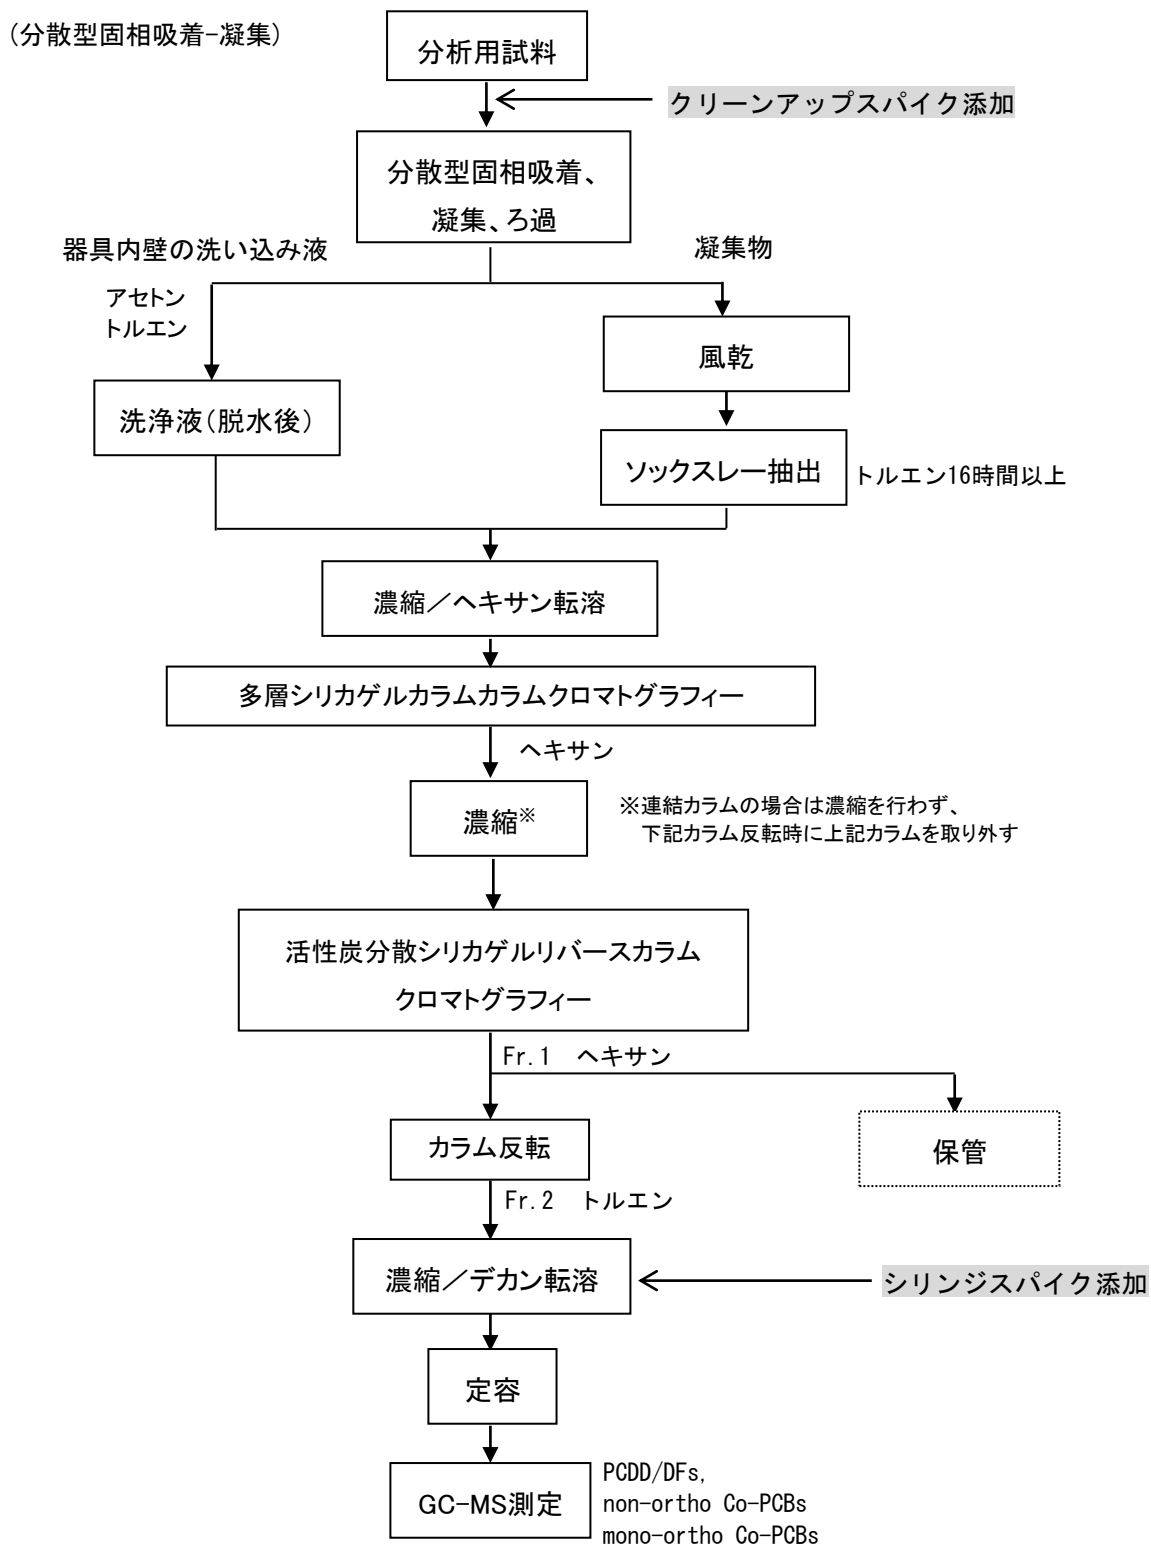 (分散型固相吸着-凝集)
分析用試料
クリーンアップスパイク添加
分散型固相吸着、
凝集、ろ過
器具内壁の洗い込み液
凝集物
アセトン
トルエン
風乾
洗浄液(脱水後)
ソックスレー抽出
トルエン16時間以上
濃縮/ヘキサン転溶
多層シリカゲルカラムカラムクロマトグラフィー
ヘキサン
濃縮※
※連結カラムの場合は濃縮を行わず、
下記カラム反転時に上記カラムを取り外す
活性炭分散シリカゲルリバースカラム
クロマトグラフィー
Fr.1 ヘキサン
カラム反転
保管
Fr.2 トルエン
濃縮/デカン転溶
シリンジスパイク添加
定容
GC-MS測定
PCDD/DFs,
non-ortho Co-PCBs
mono-ortho Co-PCBs